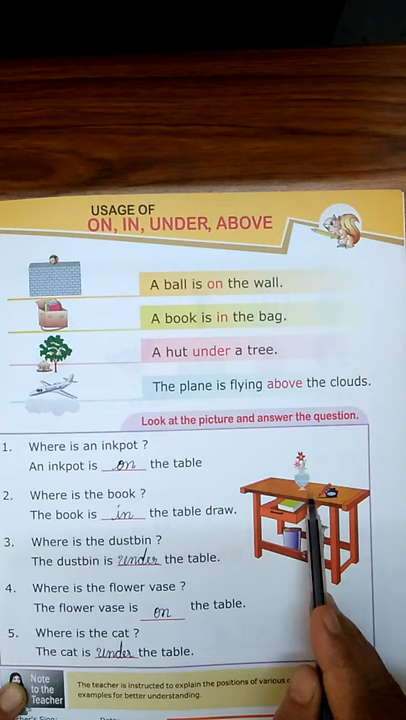 USAGE OF
ON, IN, UNDER, ABOVE
A ball is on the wall.
A book is in the bag.
A hut under a tree.
The plane is flying above the clouds.
Look at the picture and answer the question.
1. Where is an inkpot ?
An inkpot is on the table
2. Where is the book ?
The book is in the table draw.
3. Where is the dustbin ?
The dustbin is under the table.
4. Where is the flower vase ?
The flower vase is on the table.
5. Where is the cat ?
The cat is under the table.
Note
to the
Teacher
The teacher is instructed to explain the positions of various
examples for better understanding.